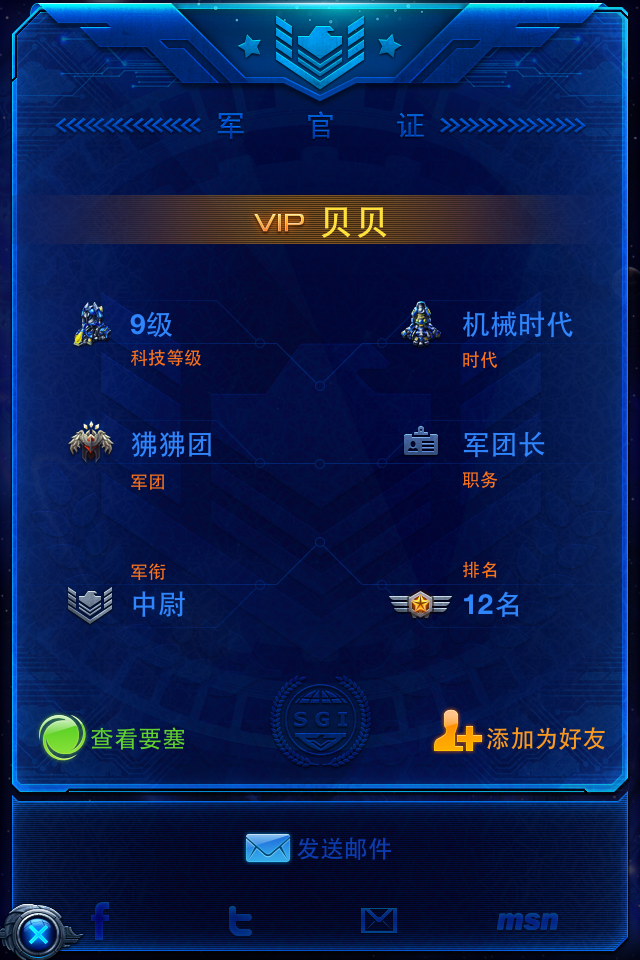 军 官 证
VIP 贝贝
9级
科技等级
机械时代
时代
狒狒团
军团
军团长
职务
军衔
中尉
排名
12名
SGI
查看要塞
添加为好友
发送邮件
f
t
msn